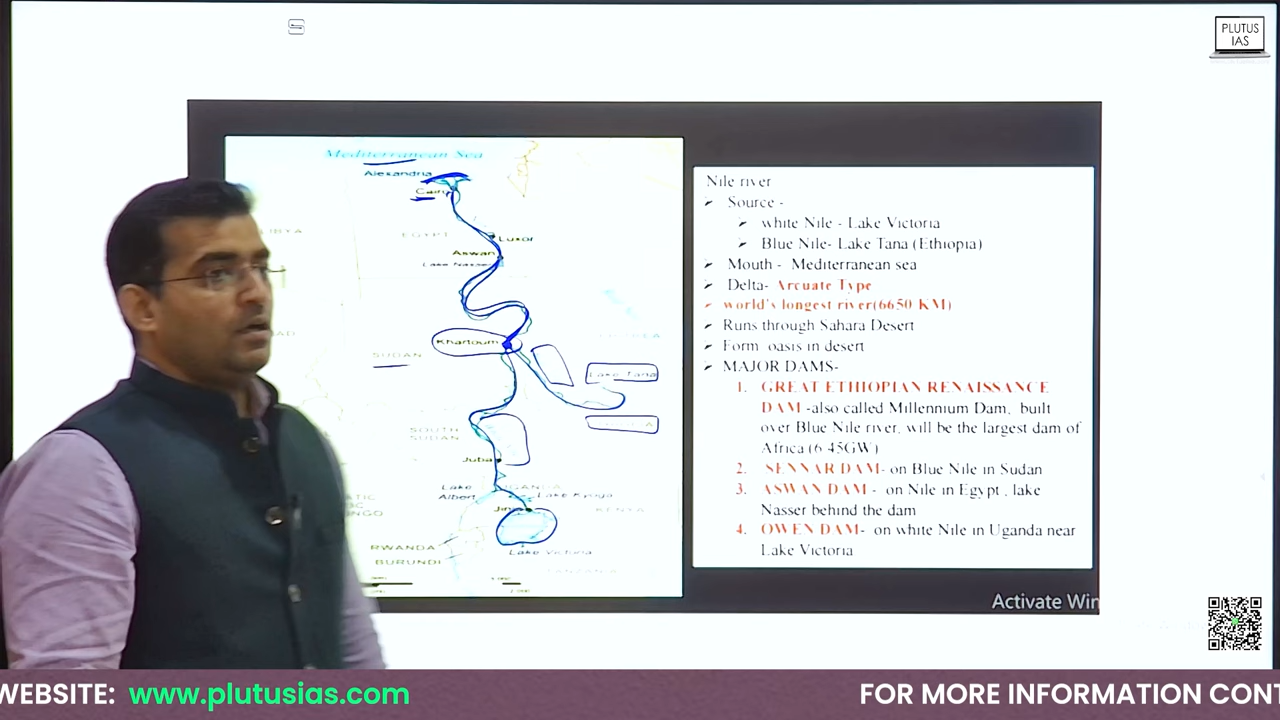 PLUTUS
IAS
Mediterranean Sea
Alexandria
Cairo
EGYPT
Luxor
Aswan
Lake Nasser
Khartoum
SUDAN
Lake Tana
SOUTH
SUDAN
Juba
Lake
Albert
UGANDA
Lake Kyoga
Jinja
KENYA
Lake Victoria
RWANDA
BURUNDI
TANZANIA
Nile river
Source -
white Nile - Lake Victoria
Blue Nile- Lake Tana (Ethiopia)
Mouth - Mediterranean sea
Delta- Arcuate Type
world's longest river(6650 KM)
Runs through Sahara Desert
Form oasis in desert
MAJOR DAMS-
1. GREAT ETHIOPIAN RENAISSANCE
DAM -also called Millennium Dam, built
over Blue Nile river, will be the largest dam of
Africa (6 45GW)
2. SENNAR DAM- on Blue Nile in Sudan
3. ASWAN DAM - on Nile in Egypt , lake
Nasser behind the dam
4. OWEN DAM- on white Nile in Uganda near
Lake Victoria
Activate Win
WEBSITE: www.plutusias.com
FOR MORE INFORMATION CONT